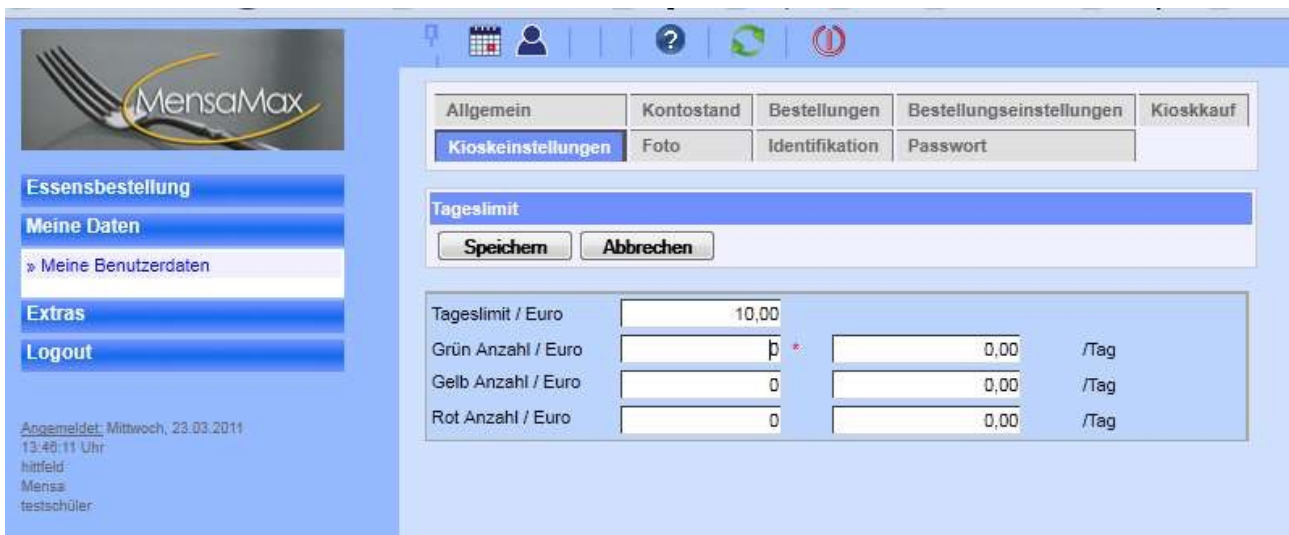 MensaMax
Allgemein Kontostand Bestellungen Bestellungseinstellungen Kioskkauf
Kioskeinstellungen Foto Identifikation Passwort
Essensbestellung
Meine Daten
» Meine Benutzerdaten
Extras
Logout
Angemeldet: Mittwoch, 23.03.2011
13:46:11 Uhr
hittfeld
Mensa
testschüler
Tageslimit
Speichern Abbrechen
Tageslimit / Euro 10,00
Grün Anzahl / Euro 0 * 0,00 /Tag
Gelb Anzahl / Euro 0 0,00 /Tag
Rot Anzahl / Euro 0 0,00 /Tag